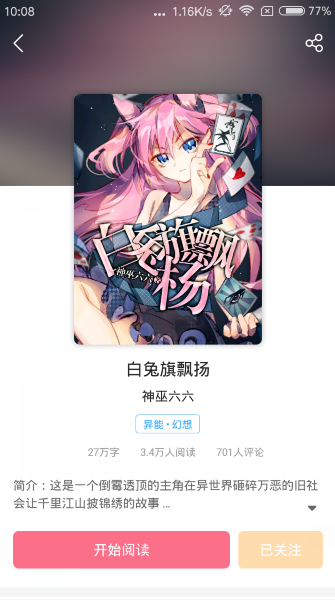 10:08
... 1.16K/s
77%
白兔旗飘
神巫六六
杨
白兔旗飘扬
神巫六六
异能•幻想
27万字 3.4万人阅读 701人评论
简介：这是一个倒霉透顶的主角在异世界砸碎万恶的旧社
会让千里江山披锦绣的故事 ...
开始阅读
已关注